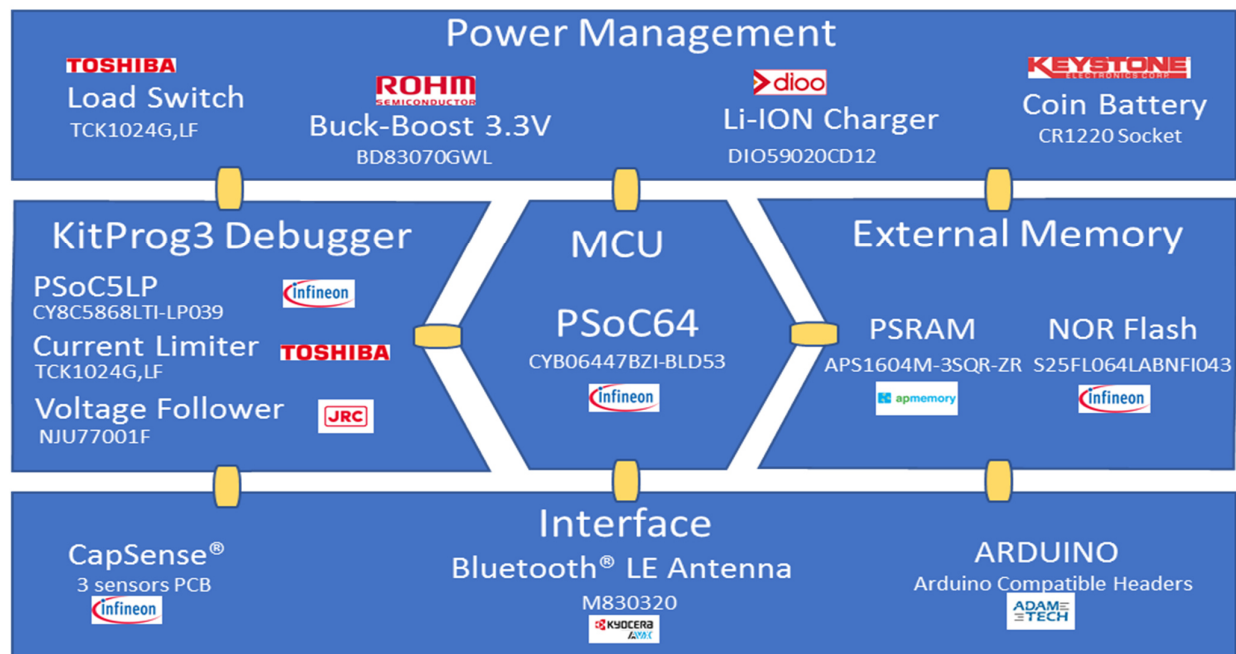 Power Management
TOSHIBA
Load Switch
TCK1024G,LF
ROHM
SEMICONDUCTOR
Buck-Boost 3.3V
BD83070GWL
dioo
Li-ION Charger
DIO59020CD12
KEYSTONE
ELECTRONICS CORP.
Coin Battery
CR1220 Socket
KitProg3 Debugger
PSoC5LP
CY8C5868LTI-LP039
infineon
Current Limiter
TCK1024G,LF
TOSHIBA
Voltage Follower
NJU77001F
JRC
MCU
PSoC64
CYB06447BZI-BLD53
infineon
External Memory
PSRAM
APS1604M-3SQR-ZR
apmemory
NOR Flash
S25FL064LABNFI043
infineon
Interface
CapSense®
3 sensors PCB
infineon
Bluetooth® LE Antenna
M830320
KYOCERA
AVX
ARDUINO
Arduino Compatible Headers
ADAM
TECH